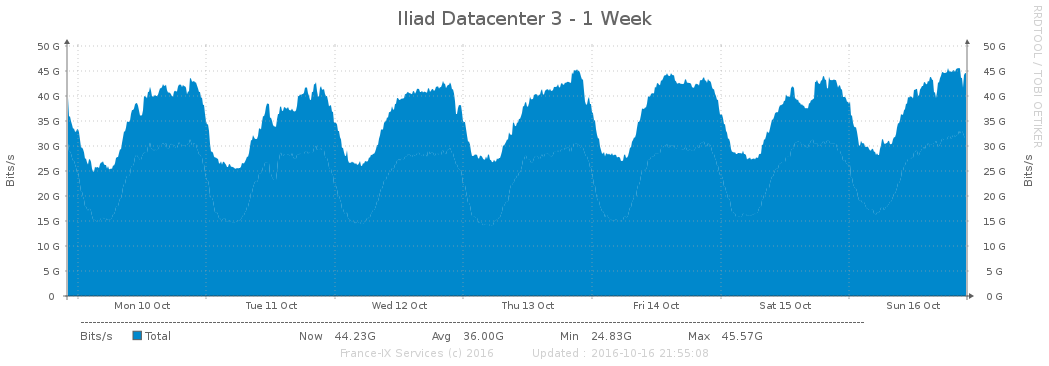 Iliad Datacenter 3 - 1 Week
RRDTOOL / TOBI OETIKER
Bits/s
50 G 50 G
45 G 45 G
40 G 40 G
35 G 35 G
30 G 30 G
25 G 25 G
20 G 20 G
15 G 15 G
10 G 10 G
5 G 5 G
0 0 G
Bits/s
Mon 10 Oct Tue 11 Oct Wed 12 Oct Thu 13 Oct Fri 14 Oct Sat 15 Oct Sun 16 Oct
Bits/s Total Now 44.23G Avg 36.00G Min 24.83G Max 45.57G
France-IX Services (c) 2016 Updated : 2016-10-16 21:55:08